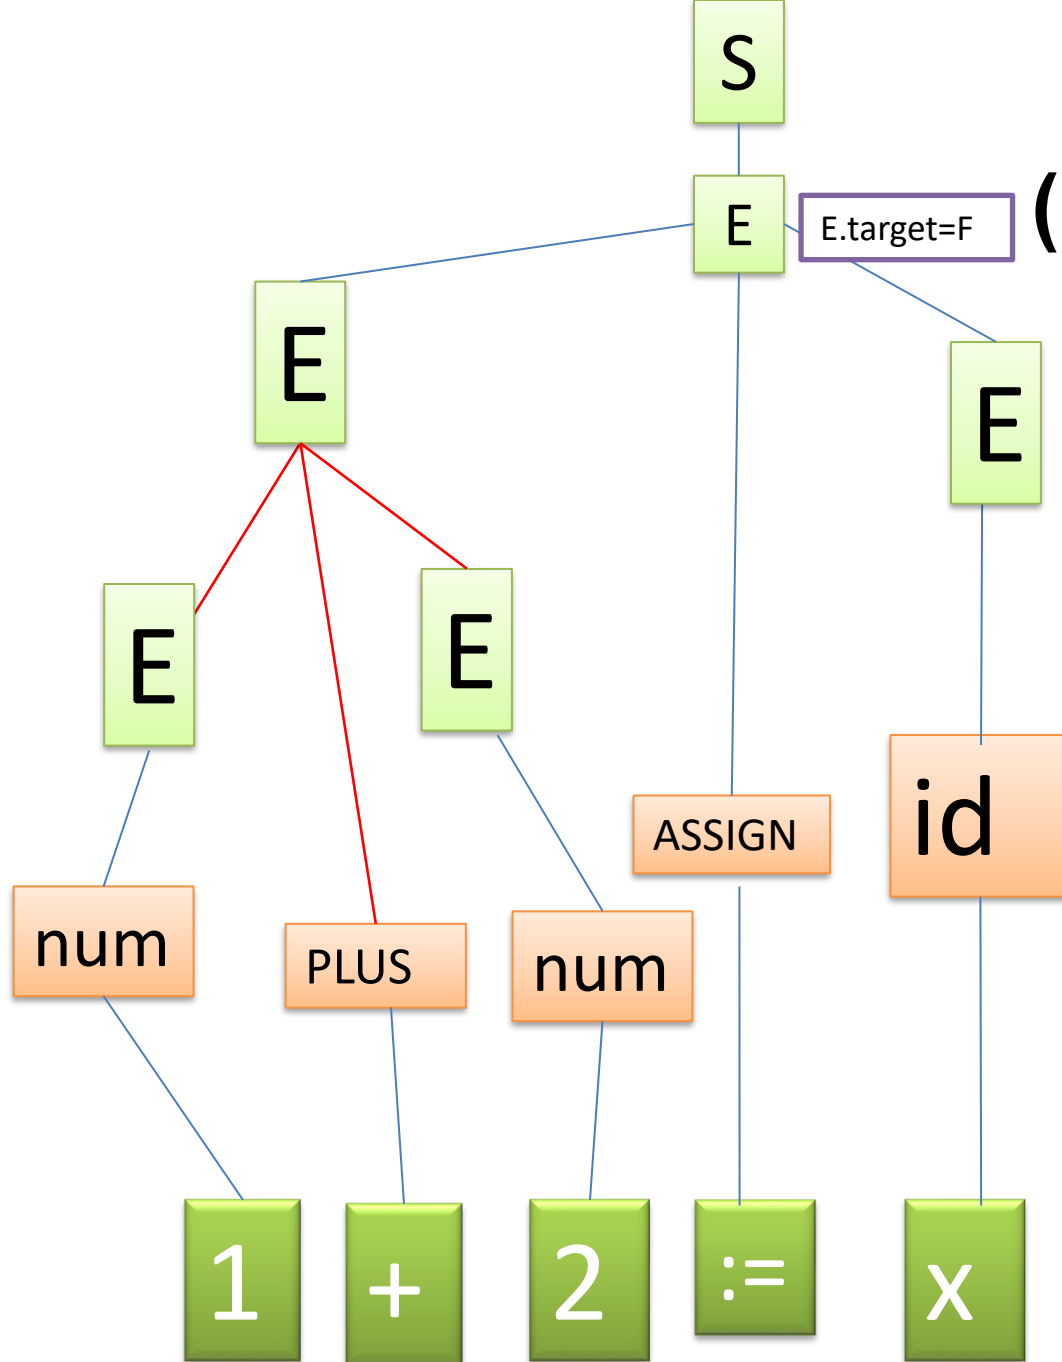 S
E
E.target=F (
E
E
E
E
id
ASSIGN
num
PLUS
num
1 + 2 := x